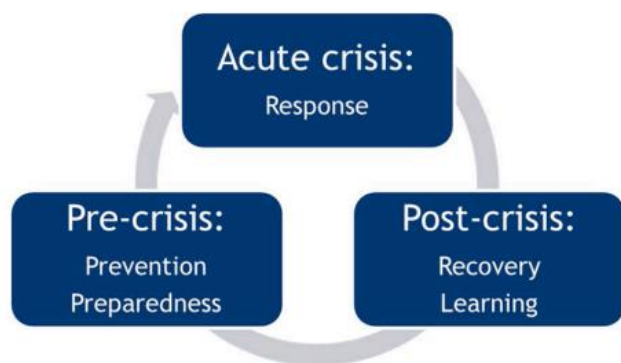 Acute crisis:
Response
Pre-crisis:
Prevention
Preparedness
Post-crisis:
Recovery
Learning